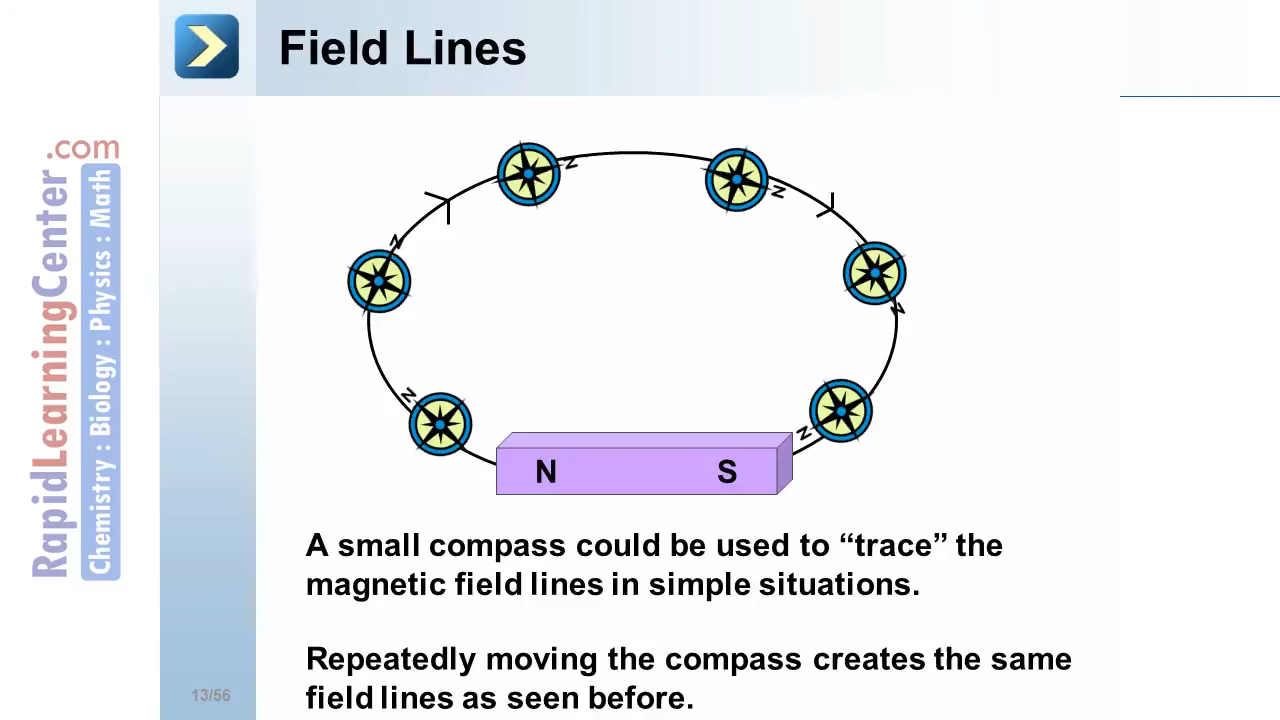 Field Lines
RapidLearningCenter.com
Chemistry : Biology : Physics : Math
N
N
N
N
N
N
N S
A small compass could be used to “trace” the
magnetic field lines in simple situations.
Repeatedly moving the compass creates the same
field lines as seen before.
13/56